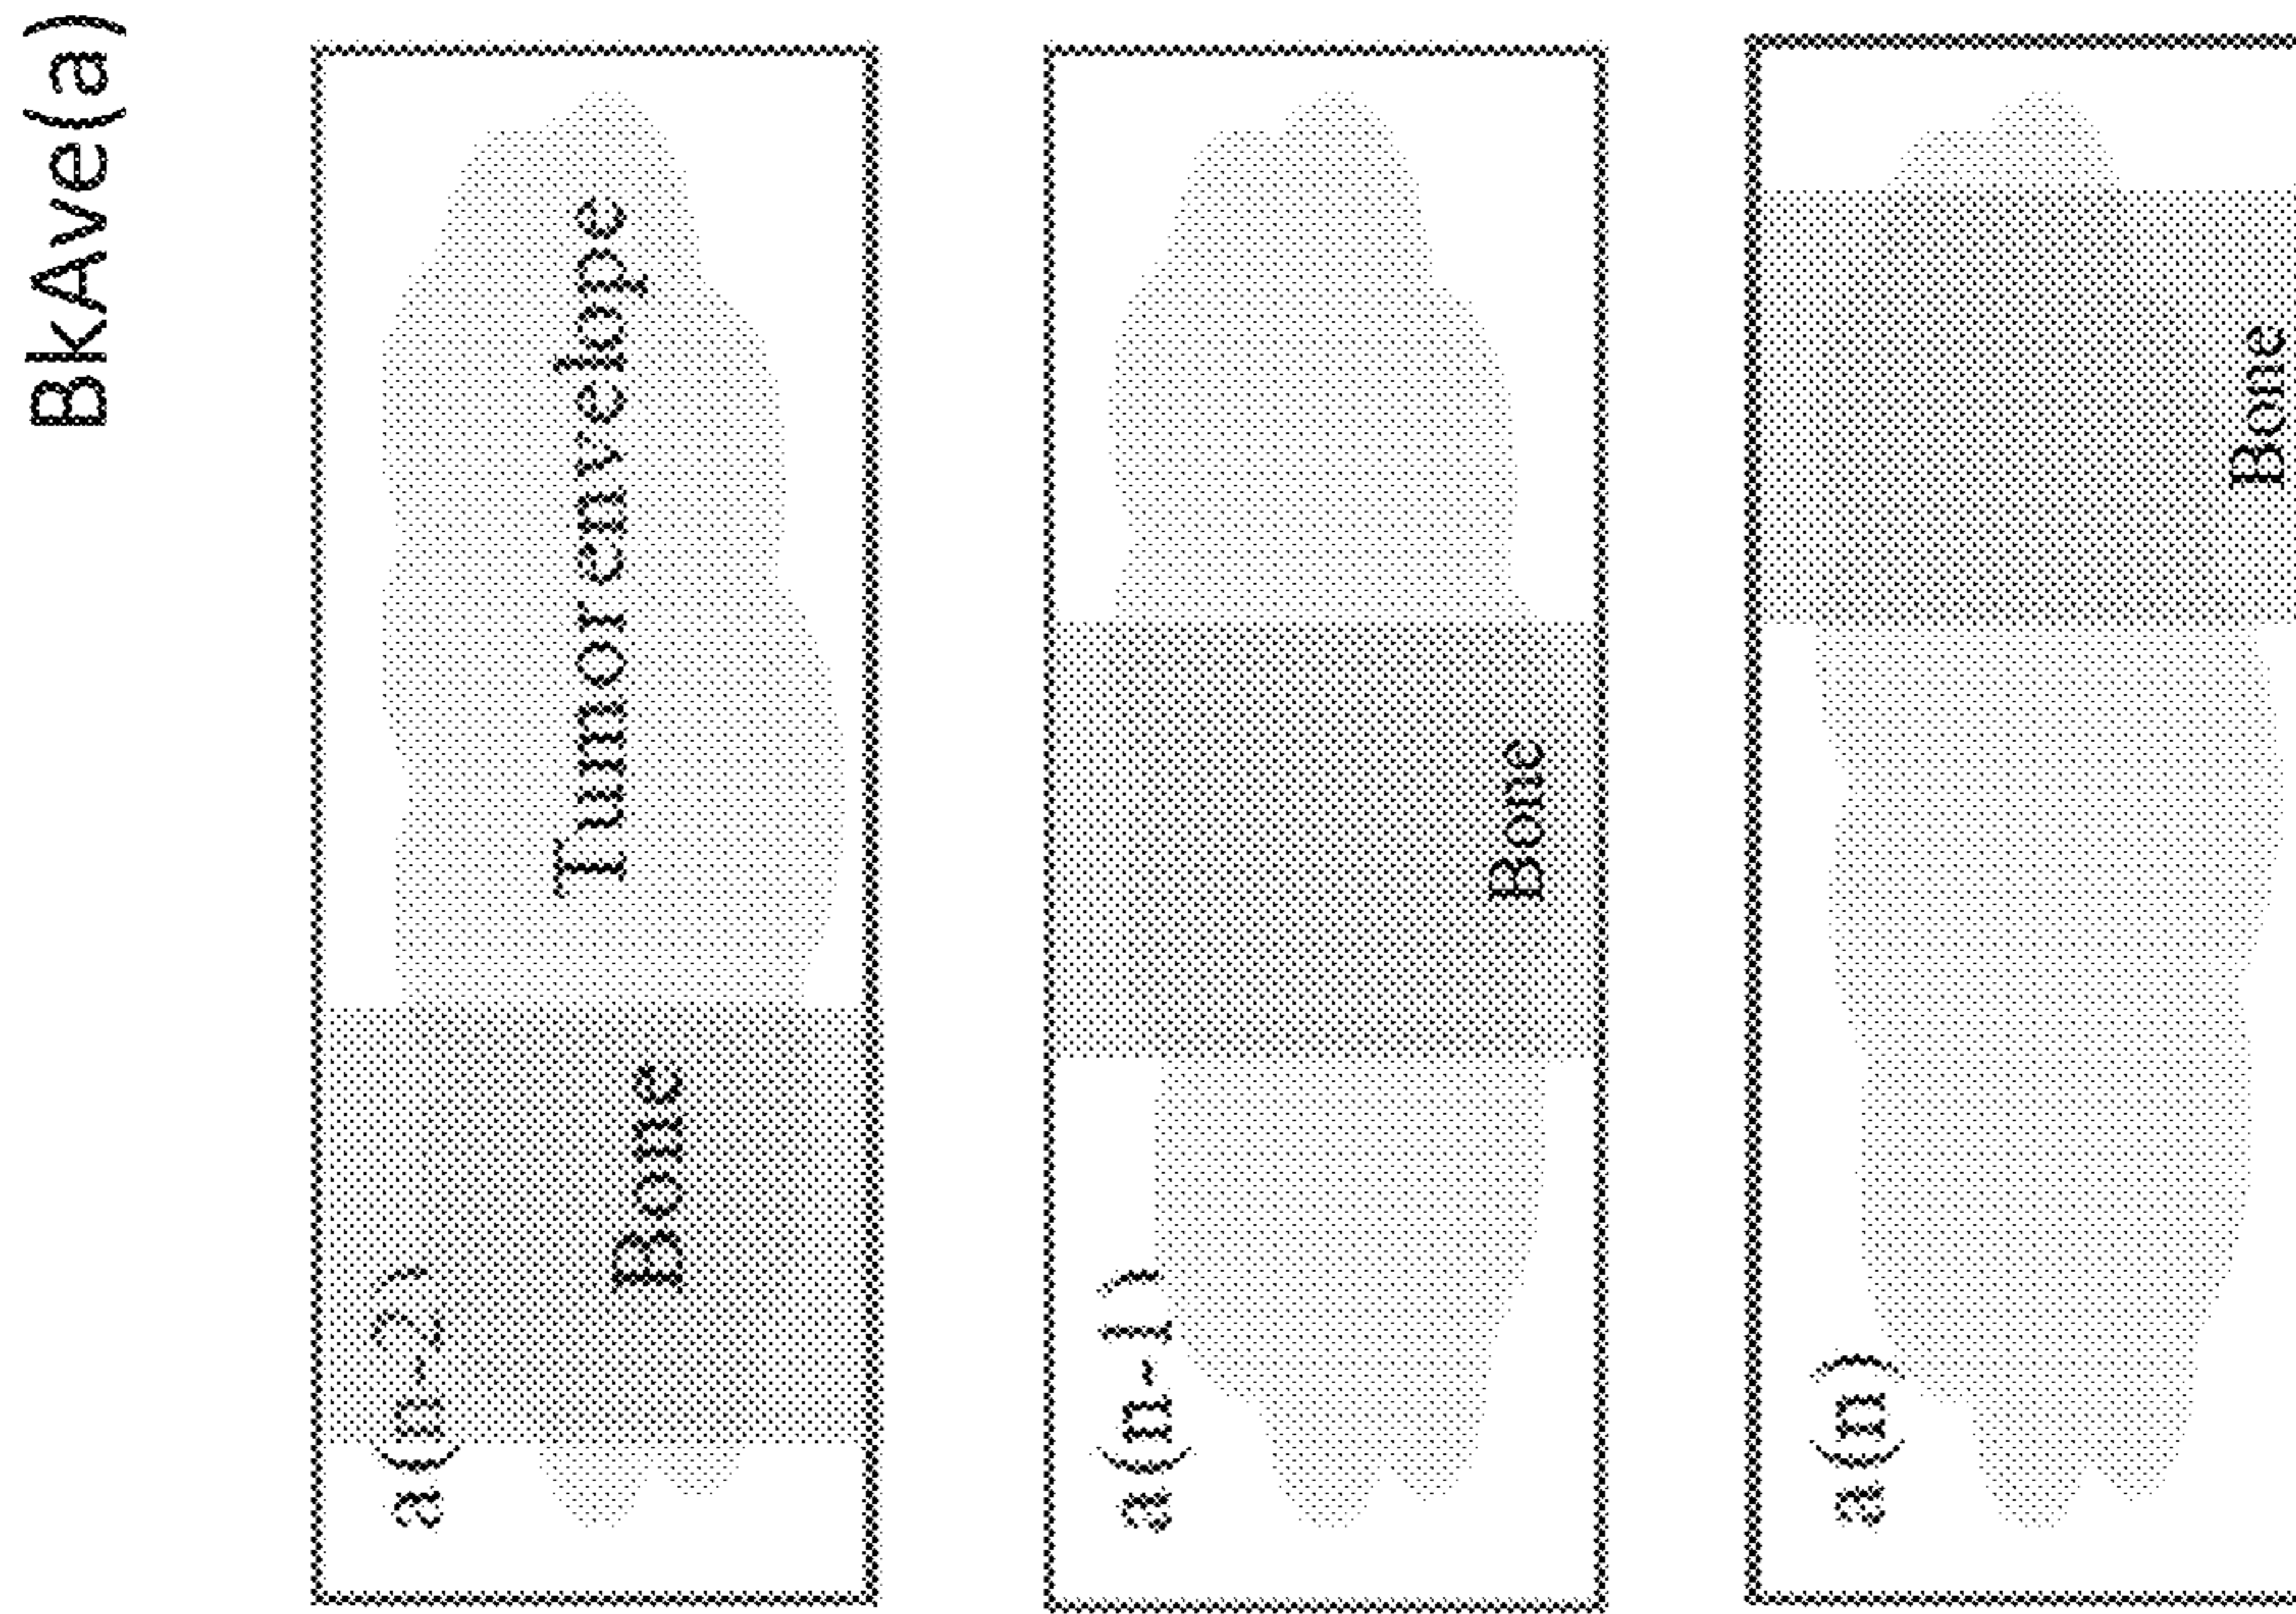 BkAve(a)
a(n-2)
Bone
Tumor envelope
a(n-1)
Bone
a(n)
Bone